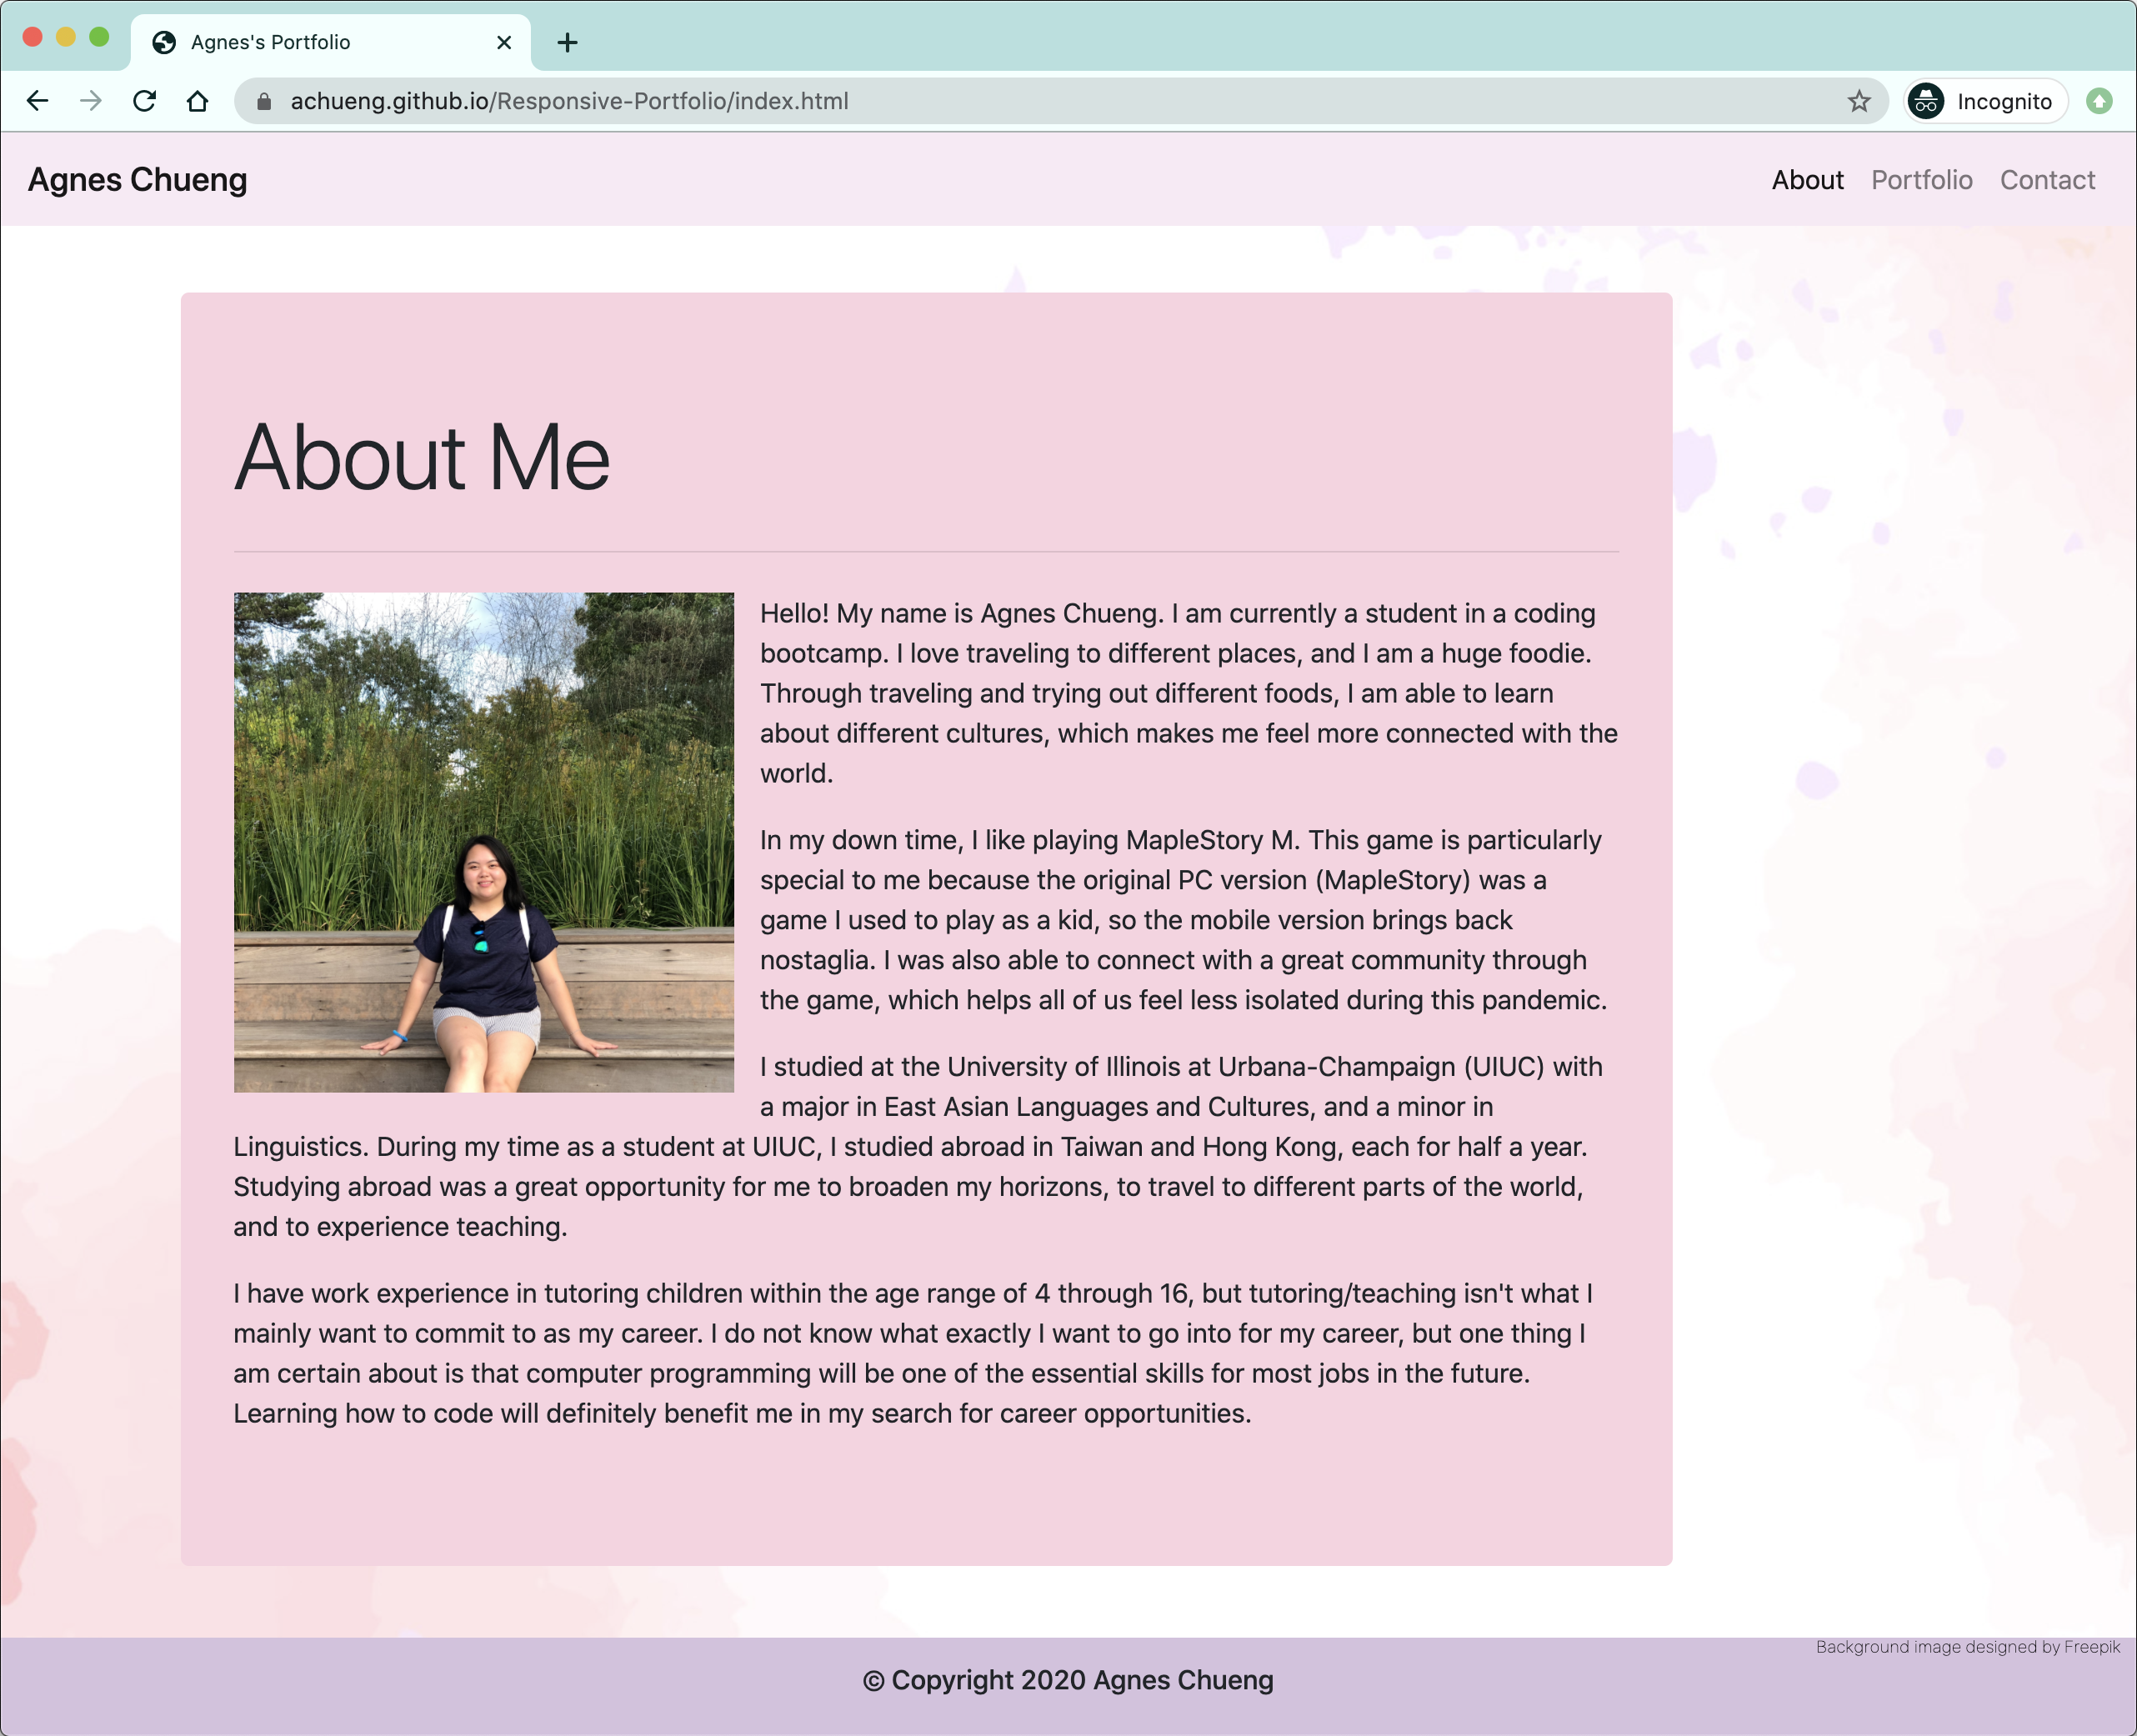 Agnes's Portfolio
achueng.github.io/Responsive-Portfolio/index.html
Incognito
Agnes Chueng
About Portfolio Contact
About Me
Hello! My name is Agnes Chueng. I am currently a student in a coding
bootcamp. I love traveling to different places, and I am a huge foodie.
Through traveling and trying out different foods, I am able to learn
about different cultures, which makes me feel more connected with the
world.
In my down time, I like playing MapleStory M. This game is particularly
special to me because the original PC version (MapleStory) was a
game I used to play as a kid, so the mobile version brings back
nostaglia. I was also able to connect with a great community through
the game, which helps all of us feel less isolated during this pandemic.
I studied at the University of Illinois at Urbana-Champaign (UIUC) with
a major in East Asian Languages and Cultures, and a minor in
Linguistics. During my time as a student at UIUC, I studied abroad in Taiwan and Hong Kong, each for half a year.
Studying abroad was a great opportunity for me to broaden my horizons, to travel to different parts of the world,
and to experience teaching.
I have work experience in tutoring children within the age range of 4 through 16, but tutoring/teaching isn't what I
mainly want to commit to as my career. I do not know what exactly I want to go into for my career, but one thing I
am certain about is that computer programming will be one of the essential skills for most jobs in the future.
Learning how to code will definitely benefit me in my search for career opportunities.
Background image designed by Freepik
© Copyright 2020 Agnes Chueng